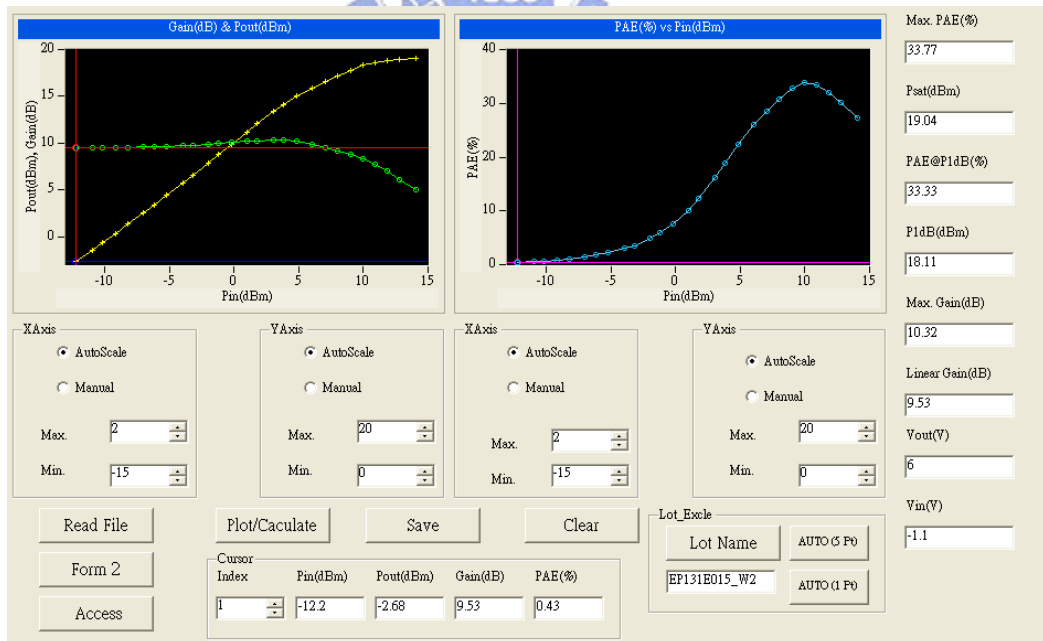 Gain(dB) & Pout(dBm)
20
15
10
5
0
Pout(dBm), Gain(dB)
-10 -5 0 5 10 15
Pin(dBm)
PAE(%) vs Pin(dBm)
40
30
20
10
0
PAE(%)
-10 -5 0 5 10 15
Pin(dBm)
Max. PAE(%)
33.77
Psat(dBm)
19.04
PAE@P1dB(%)
33.33
P1dB(dBm)
18.11
Max. Gain(dB)
10.32
Linear Gain(dB)
9.53
Vout(V)
6
Vin(V)
-1.1
XAxis
AutoScale
Manual
Max. 2
Min. -15
YAxis
AutoScale
Manual
Max. 20
Min. 0
XAxis
AutoScale
Manual
Max. 2
Min. -15
YAxis
AutoScale
Manual
Max. 20
Min. 0
Read File
Plot/Caculate
Save
Clear
Form 2
Access
Cursor
Index Pin(dBm) Pout(dBm) Gain(dB) PAE(%)
1 -12.2 -2.68 9.53 0.43
Lot_Excle
Lot Name
AUTO (5 Pt)
EP131E015_W2
AUTO (1 Pt)